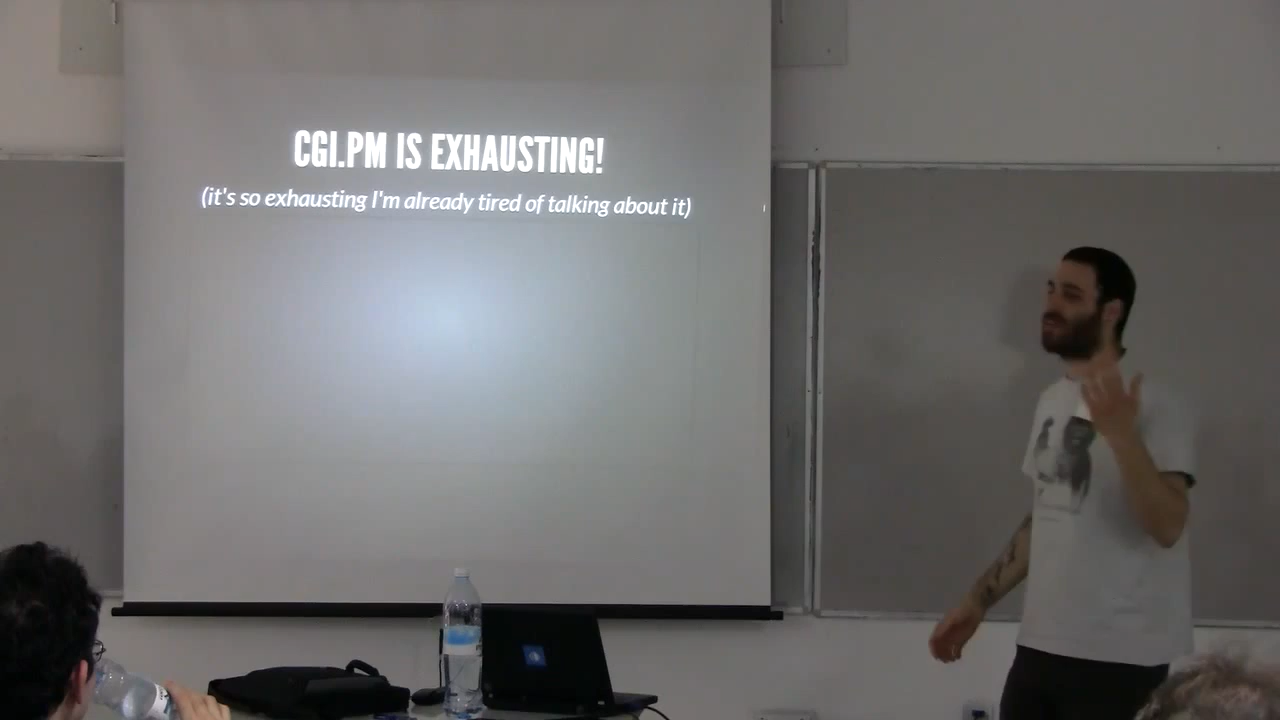 CGI.PM IS EXHAUSTING!
(it's so exhausting I'm already tired of talking about it)